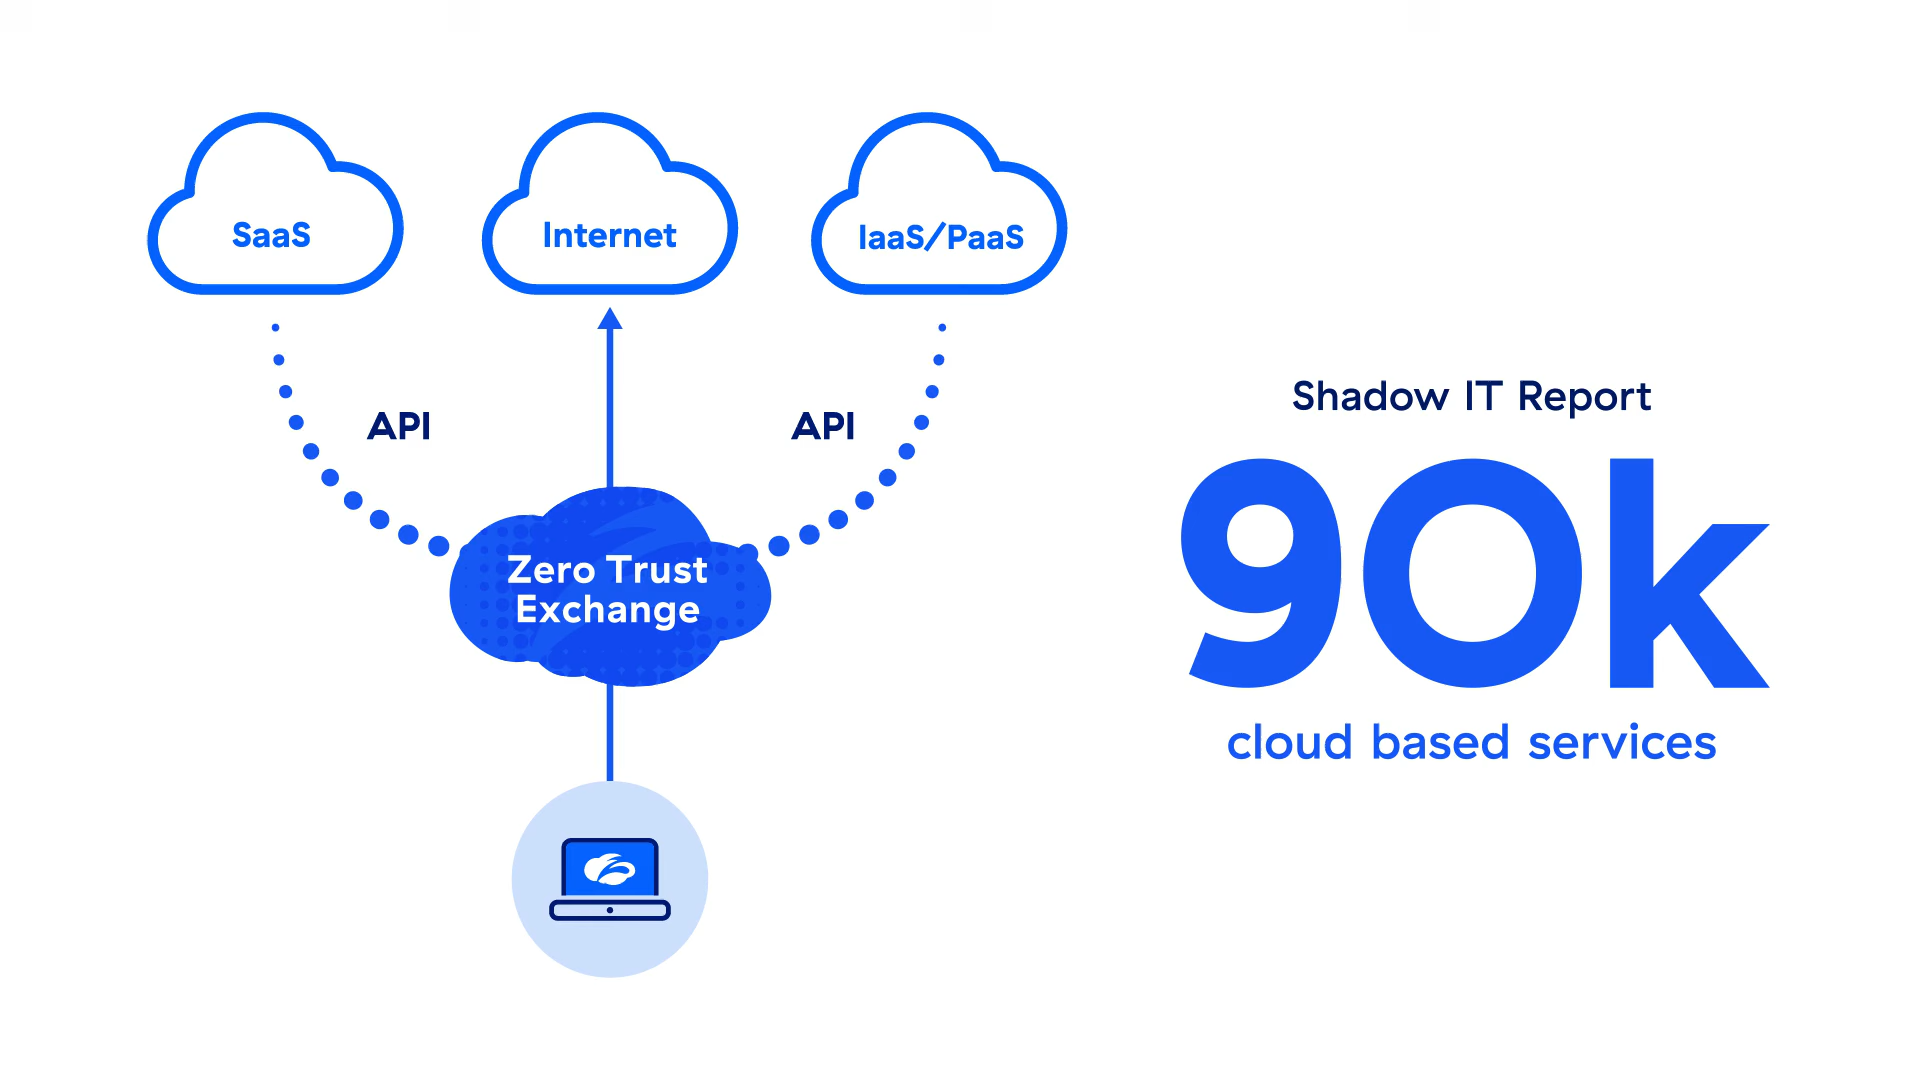 SaaS
Internet
IaaS/PaaS
API
API
Zero Trust
Exchange
Shadow IT Report
90k
cloud based services